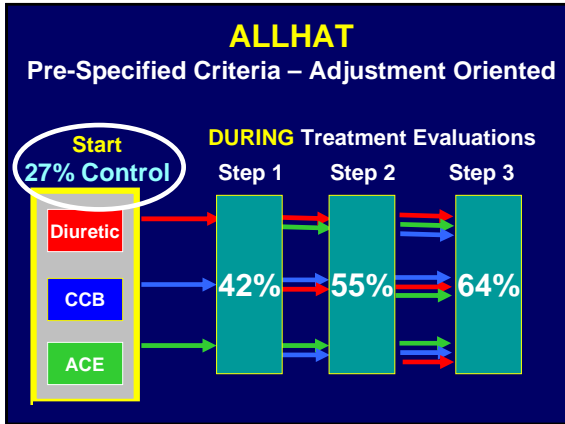 ALLHAT
Pre-Specified Criteria – Adjustment Oriented
Start
27% Control
DURING Treatment Evaluations
Step 1 Step 2 Step 3
Diuretic
CCB
ACE
42% 55% 64%